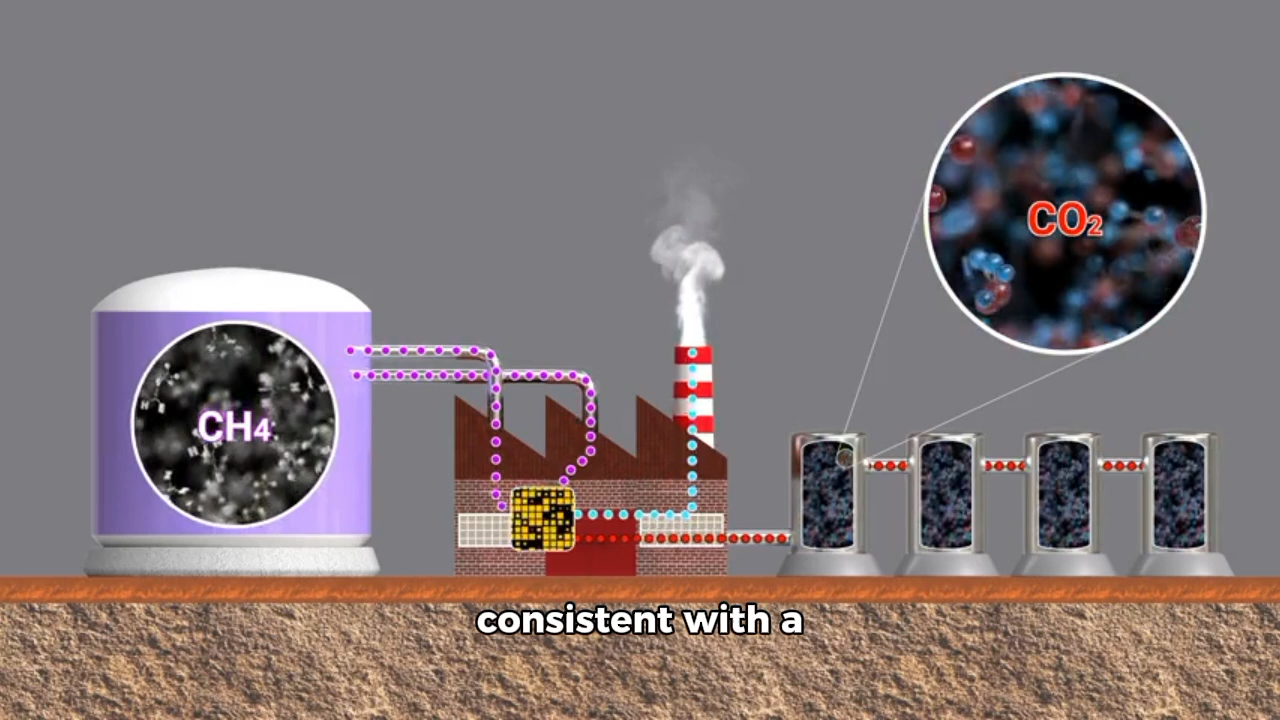 CO₂
CH₄
consistent with a